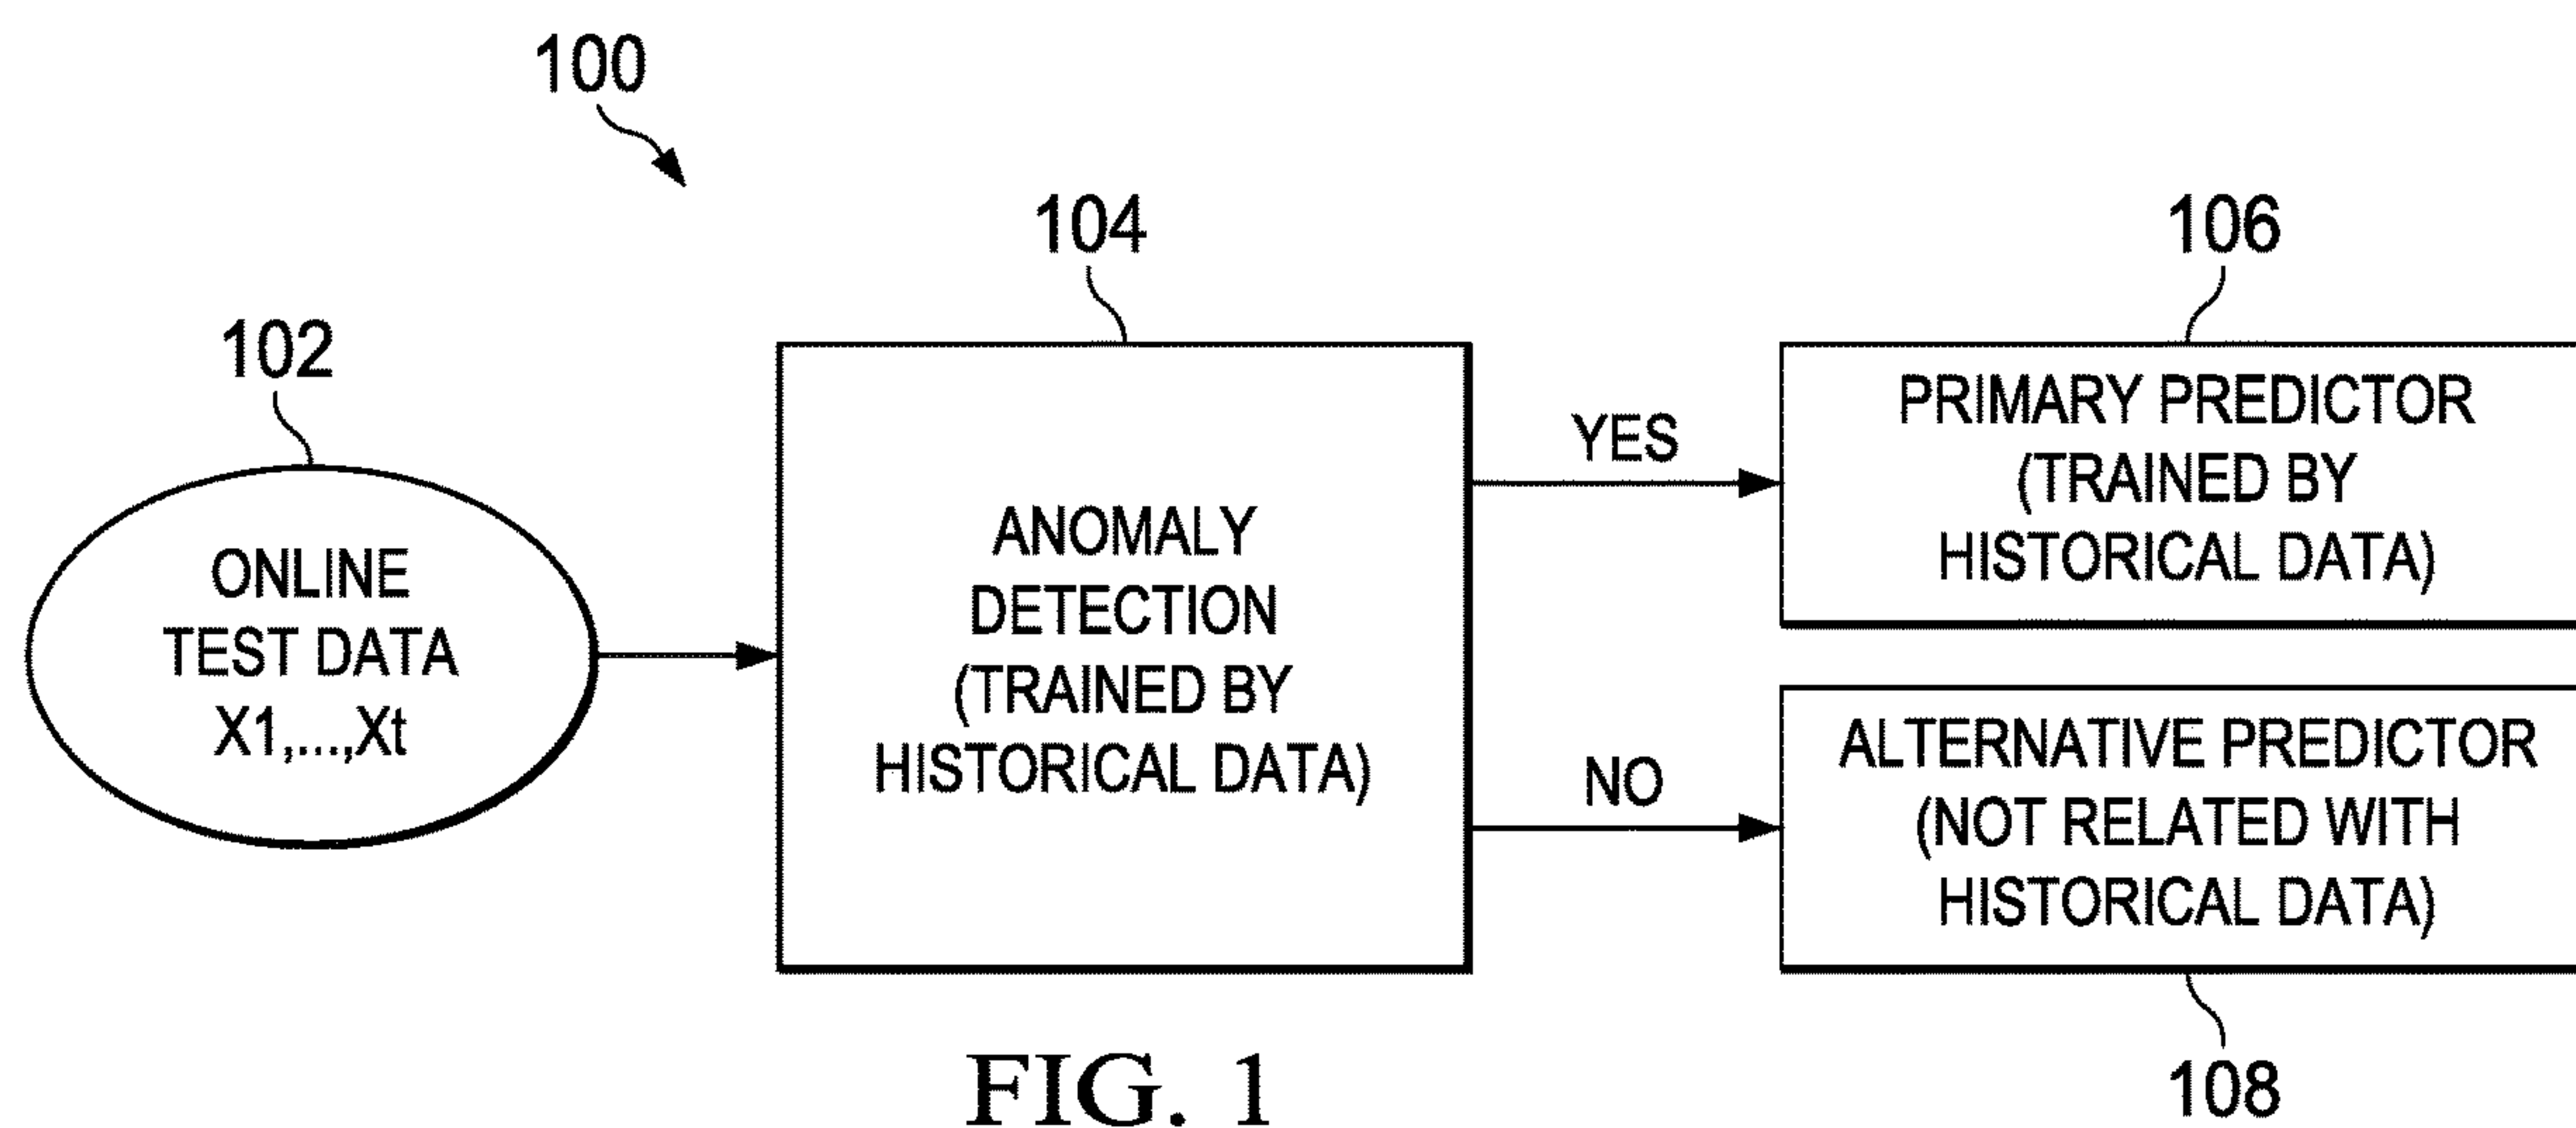 100
102
ONLINE
TEST DATA
X1,...,Xt
104
ANOMALY
DETECTION
(TRAINED BY
HISTORICAL DATA)
YES
NO
106
PRIMARY PREDICTOR
(TRAINED BY
HISTORICAL DATA)
ALTERNATIVE PREDICTOR
(NOT RELATED WITH
HISTORICAL DATA)
108
FIG. 1